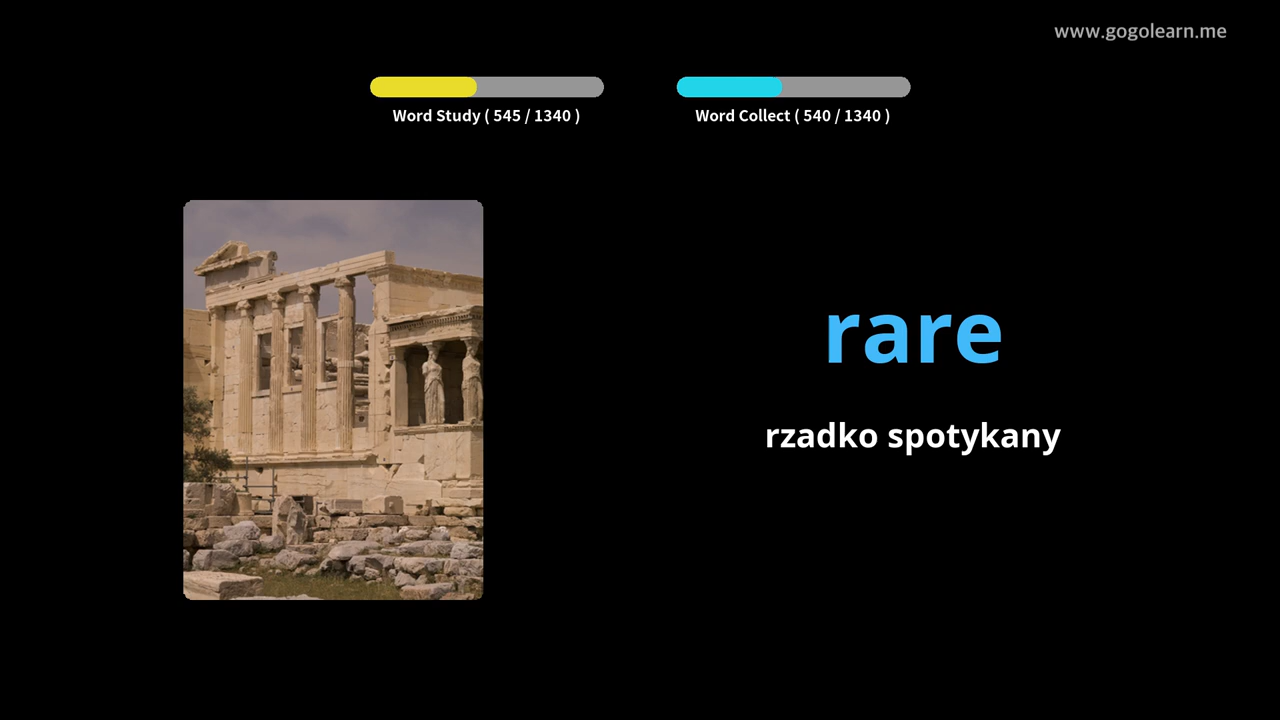 www.gogolearn.me
Word Study ( 545 / 1340 )
Word Collect ( 540 / 1340 )
rare
rzadko spotykany